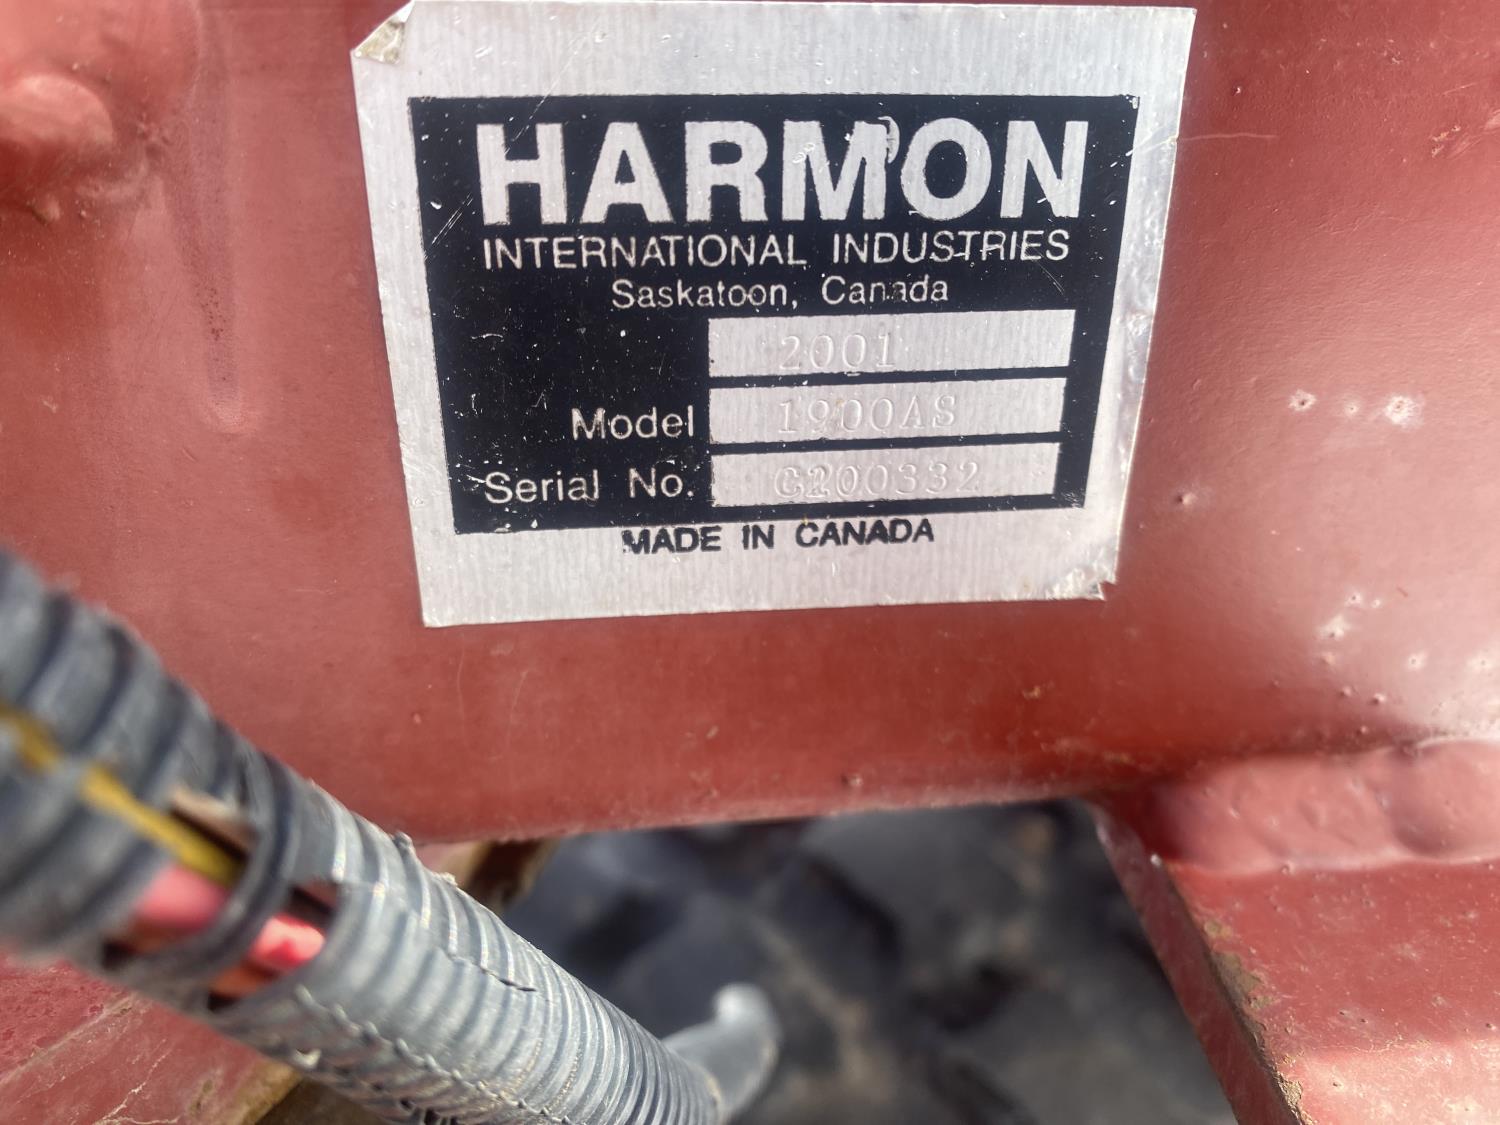 HARMON
INTERNATIONAL INDUSTRIES
Saskatoon, Canada
2001
Model 1900AS
Serial No. C200332
MADE IN CANADA